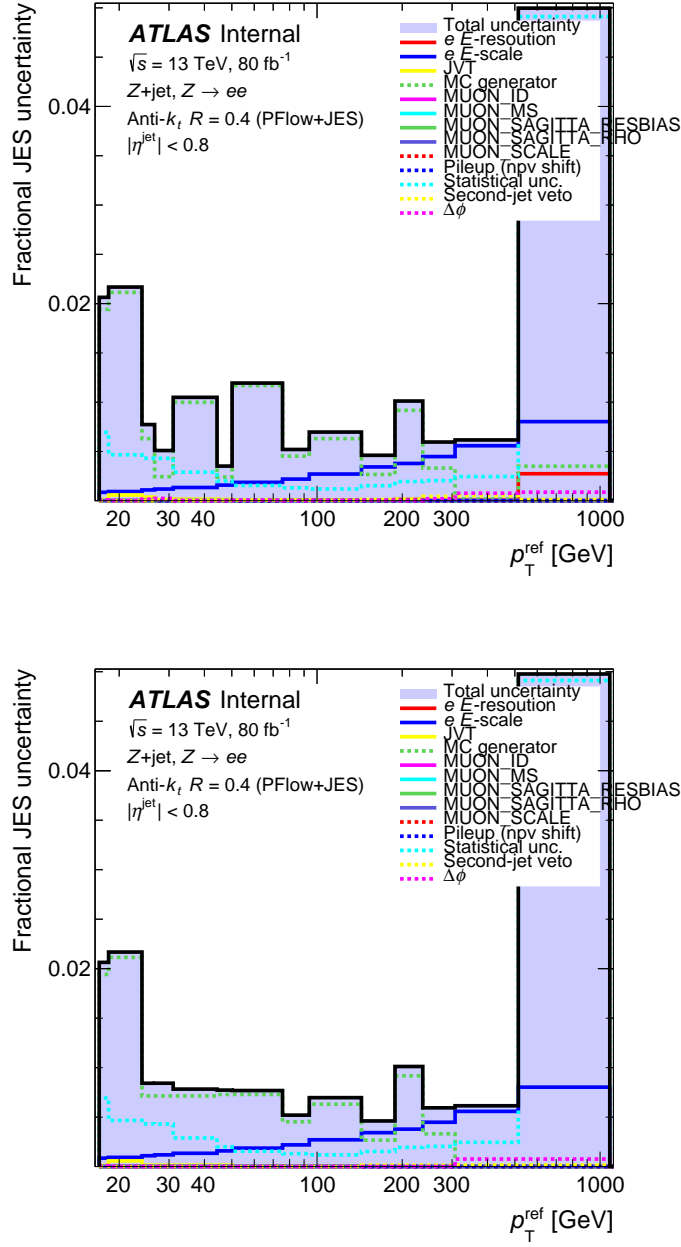 Fractional JES uncertainty
0.04
0.02
ATLAS Internal
√s = 13 TeV, 80 fb⁻¹
Z+jet, Z → ee
Anti-kₜ R = 0.4 (PFlow+JES)
|η^jet| < 0.8
Total uncertainty
e E-resoution
e E-scale
JVT
MC generator
MUON_ID
MUON_MS
MUON_SAGITTA_RESBIAS
MUON_SAGITTA_RHO
MUON_SCALE
Pileup (npv shift)
Statistical unc.
Second-jet veto
Δϕ
20 30 40 100 200 300 1000
p_T^ref [GeV]
Fractional JES uncertainty
0.04
0.02
ATLAS Internal
√s = 13 TeV, 80 fb⁻¹
Z+jet, Z → ee
Anti-kₜ R = 0.4 (PFlow+JES)
|η^jet| < 0.8
Total uncertainty
e E-resoution
e E-scale
JVT
MC generator
MUON_ID
MUON_MS
MUON_SAGITTA_RESBIAS
MUON_SAGITTA_RHO
MUON_SCALE
Pileup (npv shift)
Statistical unc.
Second-jet veto
Δϕ
20 30 40 100 200 300 1000
p_T^ref [GeV]